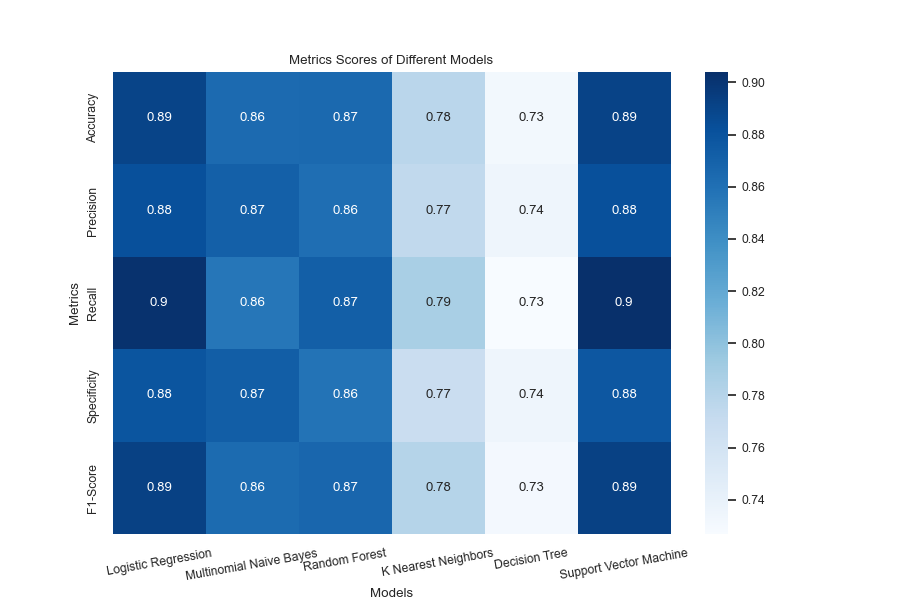 Metrics Scores of Different Models
Metrics
Accuracy
0.89 0.86 0.87 0.78 0.73 0.89
Precision
0.88 0.87 0.86 0.77 0.74 0.88
Recall
0.9 0.86 0.87 0.79 0.73 0.9
Specificity
0.88 0.87 0.86 0.77 0.74 0.88
F1-Score
0.89 0.86 0.87 0.78 0.73 0.89
Logistic Regression
Multinomial Naive Bayes
Random Forest
K Nearest Neighbors
Decision Tree
Support Vector Machine
Models
0.90
0.88
0.86
0.84
0.82
0.80
0.78
0.76
0.74